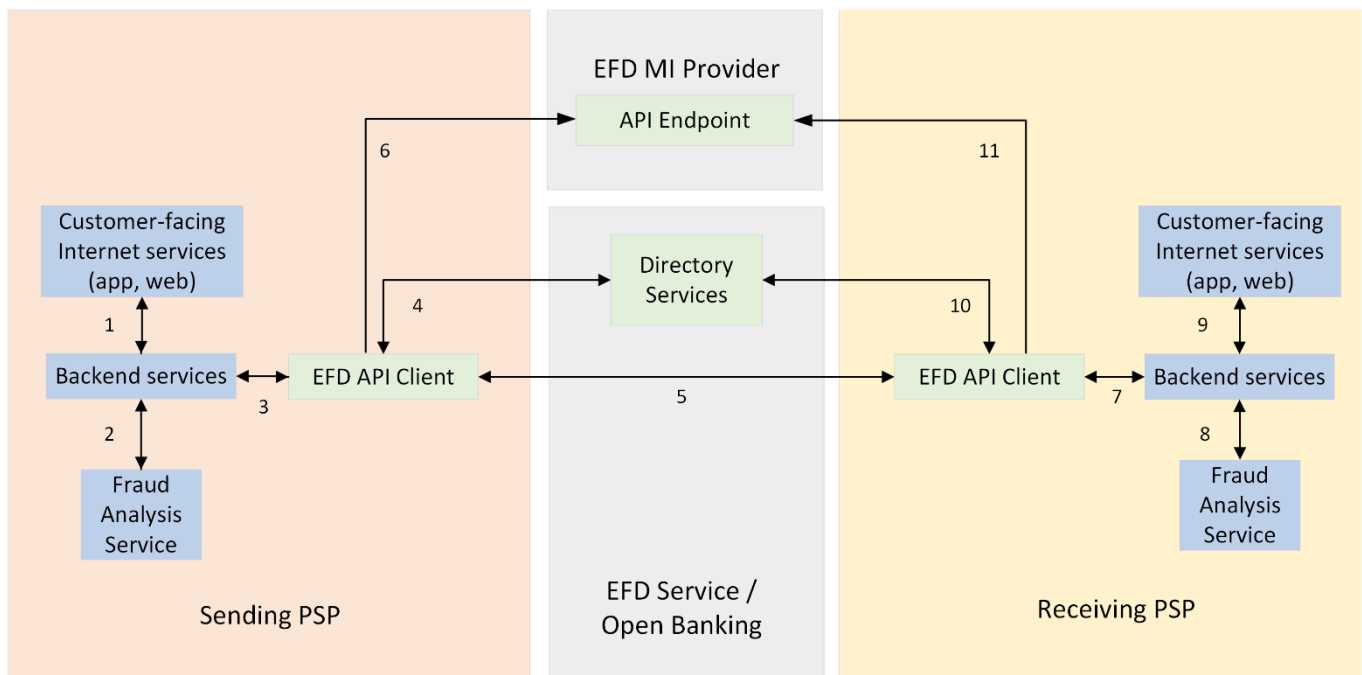 EFD MI Provider
API Endpoint
6
11
Customer-facing
Internet services
(app, web)
Directory
Services
Customer-facing
Internet services
(app, web)
1
4
10
9
Backend services
EFD API Client
EFD API Client
Backend services
3
5
7
2
8
Fraud
Analysis
Service
Fraud
Analysis
Service
Sending PSP
EFD Service /
Open Banking
Receiving PSP